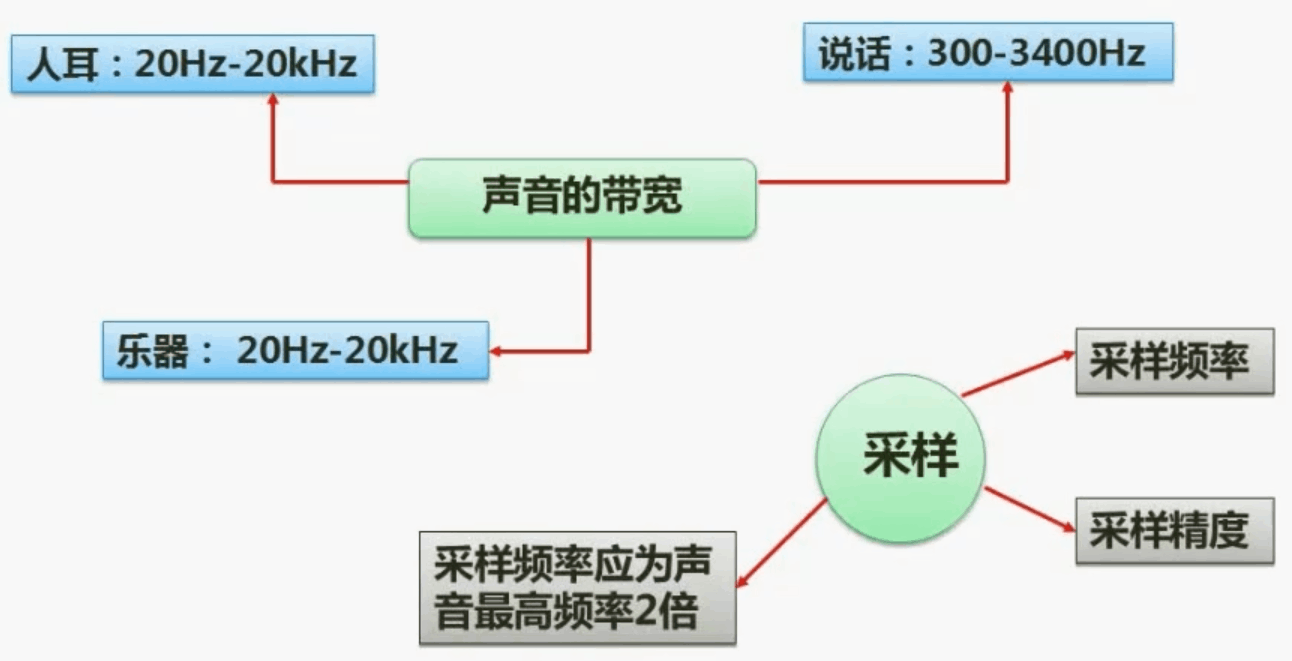 人耳：20Hz-20kHz
说话：300-3400Hz
声音的带宽
乐器： 20Hz-20kHz
采样频率
采样
采样精度
采样频率应为声
音最高频率2倍